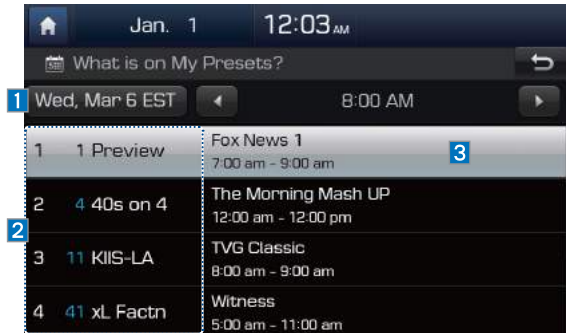 Jan. 1 12:03 AM
What is on My Presets?
1 Wed, Mar 6 EST 8:00 AM
1 1 Preview Fox News 1 3
7:00 am - 9:00 am
2 4 40s on 4 The Morning Mash UP
12:00 am - 12:00 pm
2
3 11 KIIS-LA TVG Classic
8:00 am - 9:00 am
4 41 xL Factn Witness
5:00 am - 11:00 am